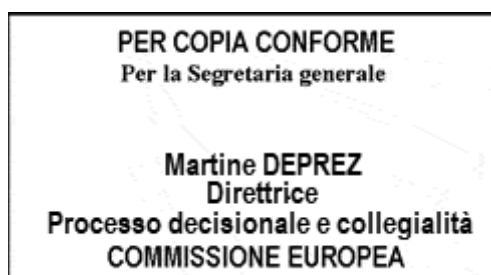 PER COPIA CONFORME
Per la Segretaria generale
Martine DEPREZ
Direttrice
Processo decisionale e collegialità
COMMISSIONE EUROPEA